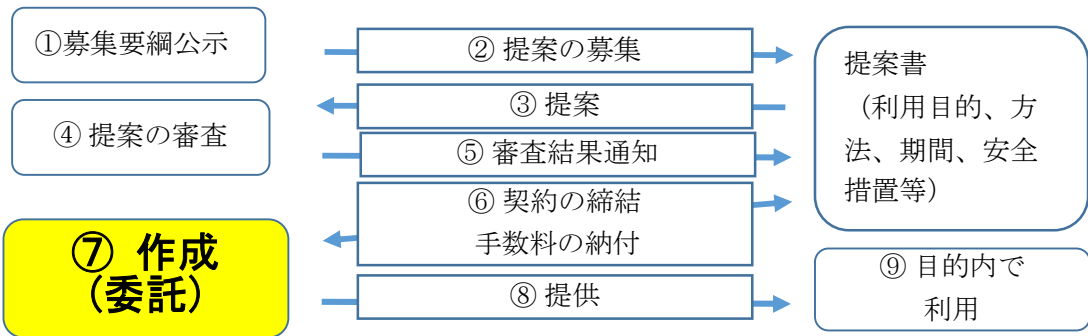 ①募集要綱公示
② 提案の募集
③ 提案
④ 提案の審査
⑤ 審査結果通知
⑥ 契約の締結
手数料の納付
⑦ 作成
（委託）
⑧ 提供
提案書
（利用目的、方
法、期間、安全
措置等）
⑨ 目的内で
利用